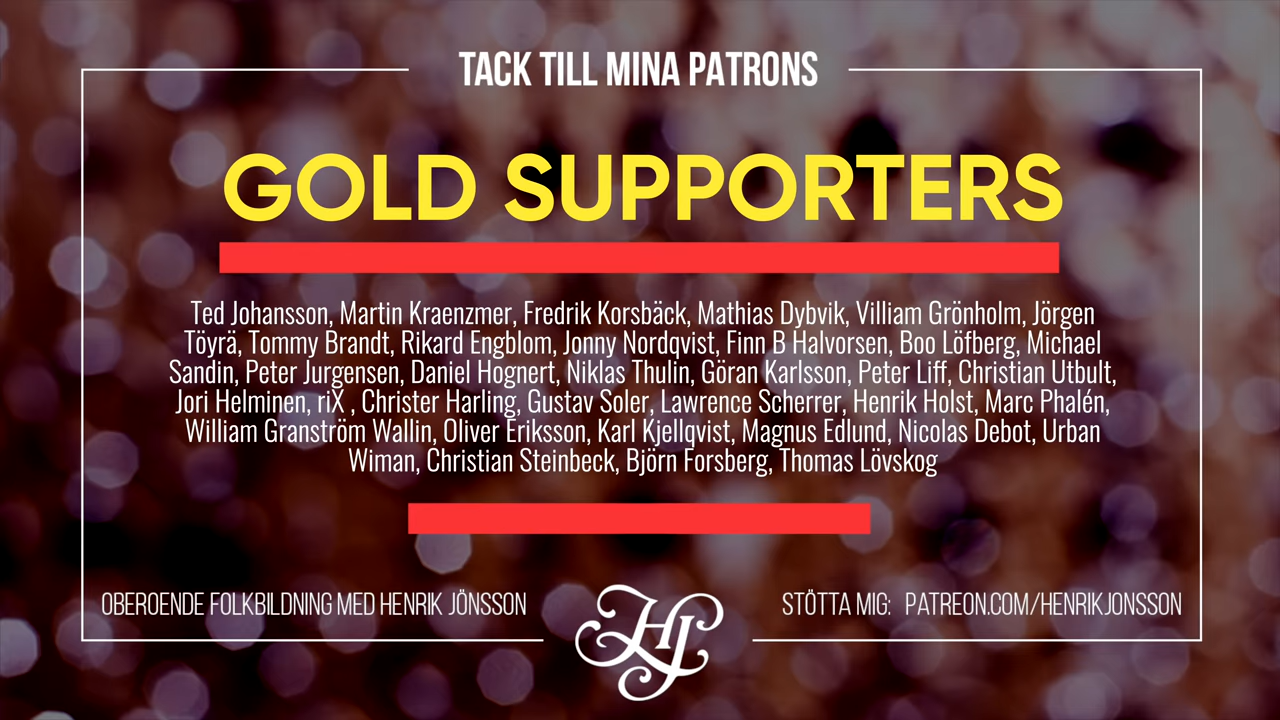 TACK TILL MINA PATRONS
GOLD SUPPORTERS
Ted Johansson, Martin Kraenzmer, Fredrik Korsbäck, Mathias Dybvik, Villiam Grönholm, Jörgen
Töyrä, Tommy Brandt, Rikard Engblom, Jonny Nordqvist, Finn B Halvorsen, Boo Löfberg, Michael
Sandin, Peter Jurgensen, Daniel Hognert, Niklas Thulin, Göran Karlsson, Peter Liff, Christian Utbult,
Jori Helminen, riX , Christer Harling, Gustav Soler, Lawrence Scherrer, Henrik Holst, Marc Phalén,
William Granström Wallin, Oliver Eriksson, Karl Kjellqvist, Magnus Edlund, Nicolas Debot, Urban
Wiman, Christian Steinbeck, Björn Forsberg, Thomas Lövskog
OBEROENDE FOLKBILDNING MED HENRIK JÖNSSON
HJ
STÖTTA MIG: PATREON.COM/HENRIKJONSSON